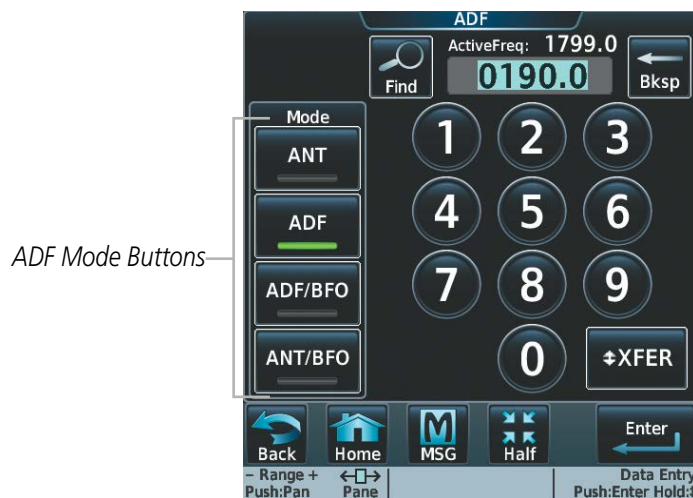 ADF
ActiveFreq: 1799.0
Find
0190.0
Bksp
Mode
ANT
ADF
ADF/BFO
ANT/BFO
ADF Mode Buttons
1 2 3
4 5 6
7 8 9
0
XFER
Back
Home
MSG
Half
Enter
- Range +
Push:Pan
Pane
Data Entry
Push:Enter Hold: